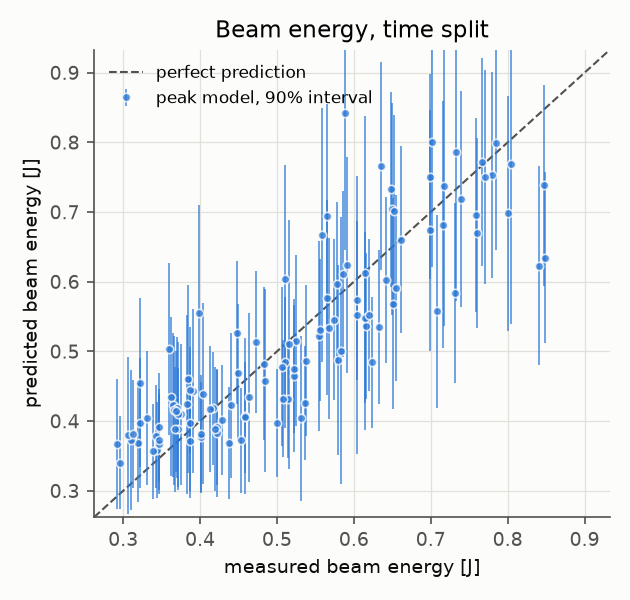 Beam energy, time split
perfect prediction
peak model, 90% interval
predicted beam energy [J]
0.9
0.8
0.7
0.6
0.5
0.4
0.3
0.3 0.4 0.5 0.6 0.7 0.8 0.9
measured beam energy [J]